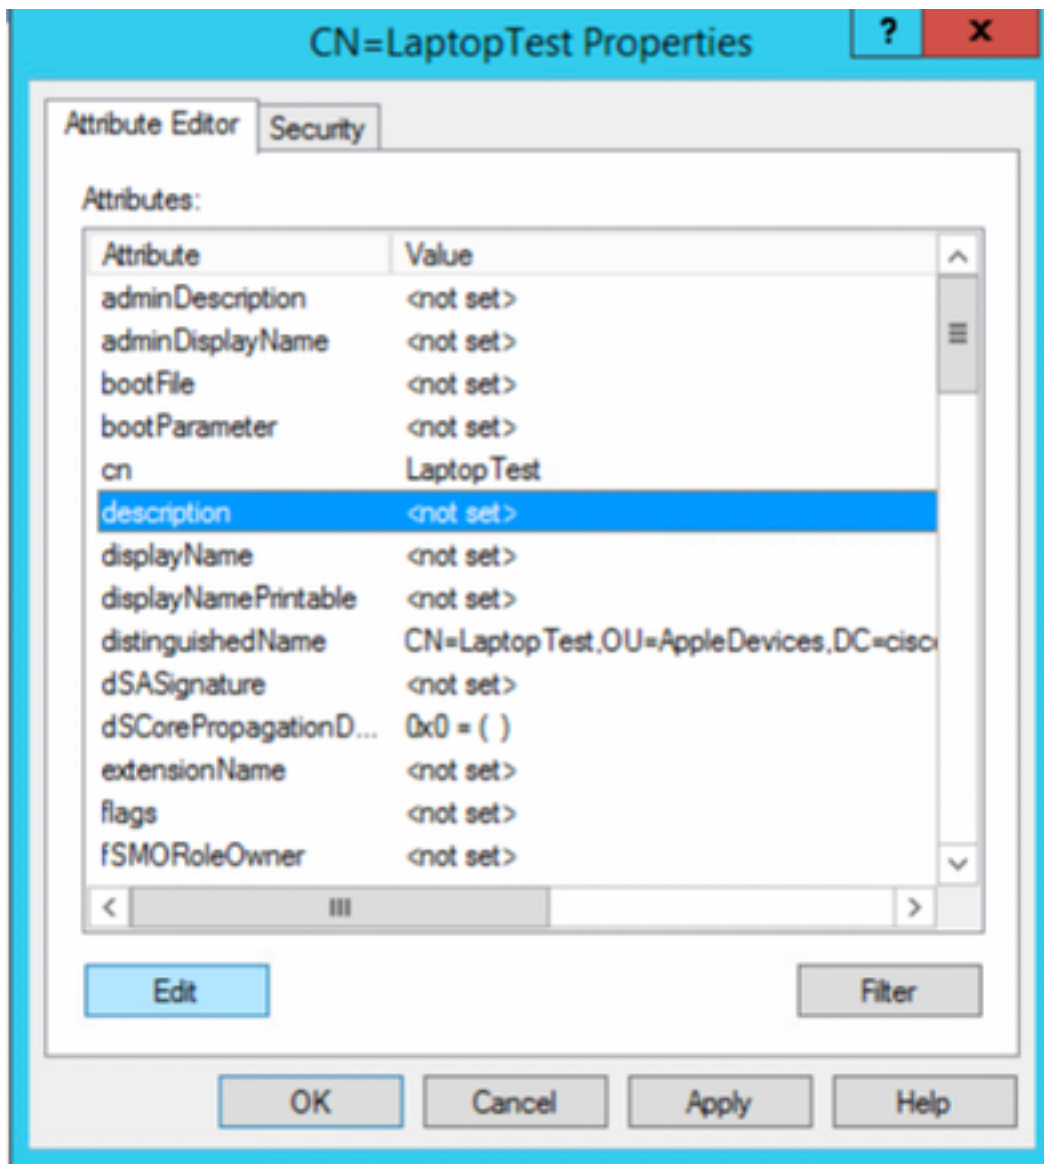 CN=LaptopTest Properties
?
x
Attribute Editor
Security
Attributes:
Attribute Value
adminDescription <not set>
adminDisplayName <not set>
bootFile <not set>
bootParameter <not set>
cn LaptopTest
description <not set>
displayName <not set>
displayNamePrintable <not set>
distinguishedName CN=LaptopTest,OU=AppleDevices,DC=cisc
dSASignature <not set>
dSCorePropagationD... 0x0 = ( )
extensionName <not set>
flags <not set>
fSMORoleOwner <not set>
Edit
Filter
OK
Cancel
Apply
Help